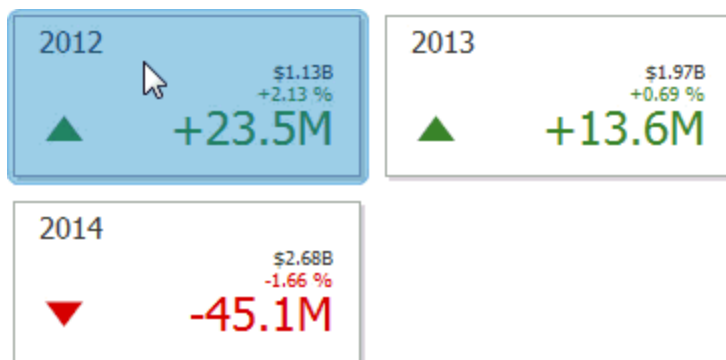 2012
$1.13B
+2.13 %
+23.5M
2013
$1.97B
+0.69 %
+13.6M
2014
$2.68B
-1.66 %
-45.1M